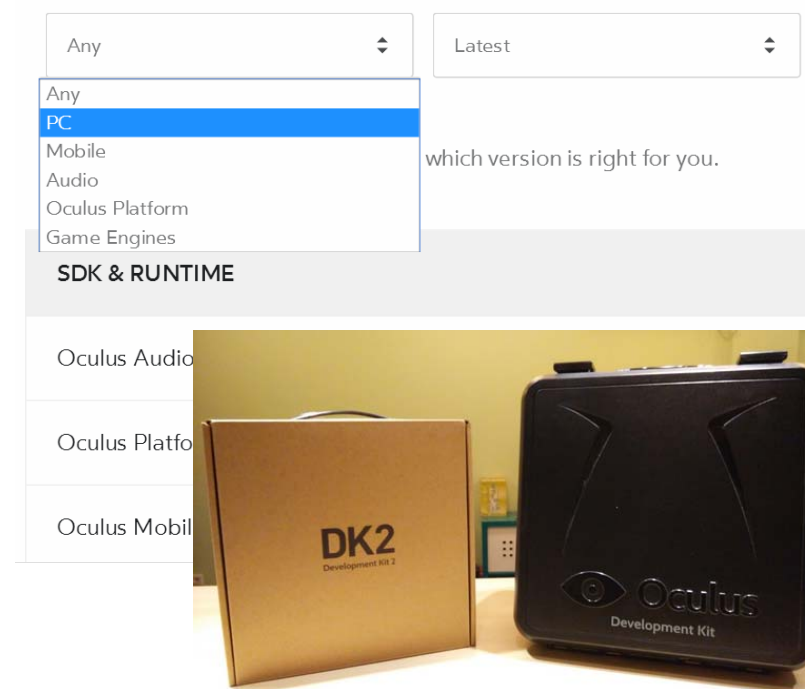 Any
Latest
Any
PC
Mobile
Audio
Oculus Platform
Game Engines
which version is right for you.
SDK & RUNTIME
Oculus Audio
Oculus Platfo
Oculus Mobil
DK2
Development Kit 2
Oculus
Development Kit